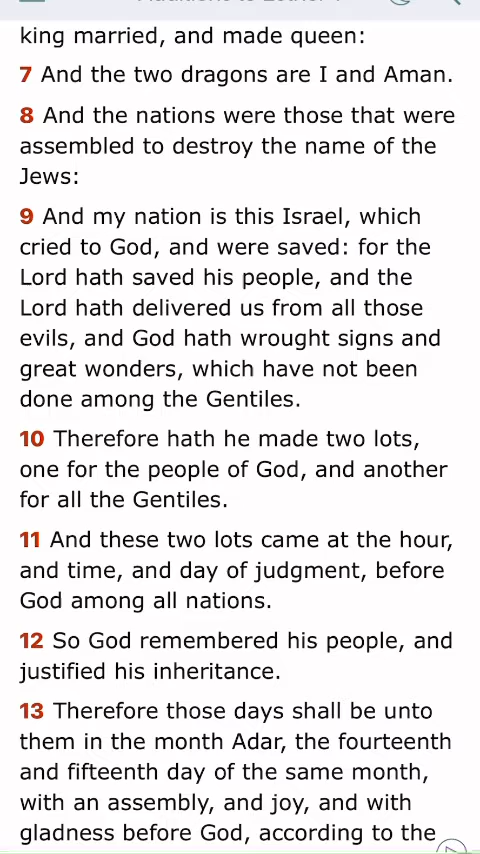 king married, and made queen:
7 And the two dragons are I and Aman.
8 And the nations were those that were
assembled to destroy the name of the
Jews:
9 And my nation is this Israel, which
cried to God, and were saved: for the
Lord hath saved his people, and the
Lord hath delivered us from all those
evils, and God hath wrought signs and
great wonders, which have not been
done among the Gentiles.
10 Therefore hath he made two lots,
one for the people of God, and another
for all the Gentiles.
11 And these two lots came at the hour,
and time, and day of judgment, before
God among all nations.
12 So God remembered his people, and
justified his inheritance.
13 Therefore those days shall be unto
them in the month Adar, the fourteenth
and fifteenth day of the same month,
with an assembly, and joy, and with
gladness before God, according to the